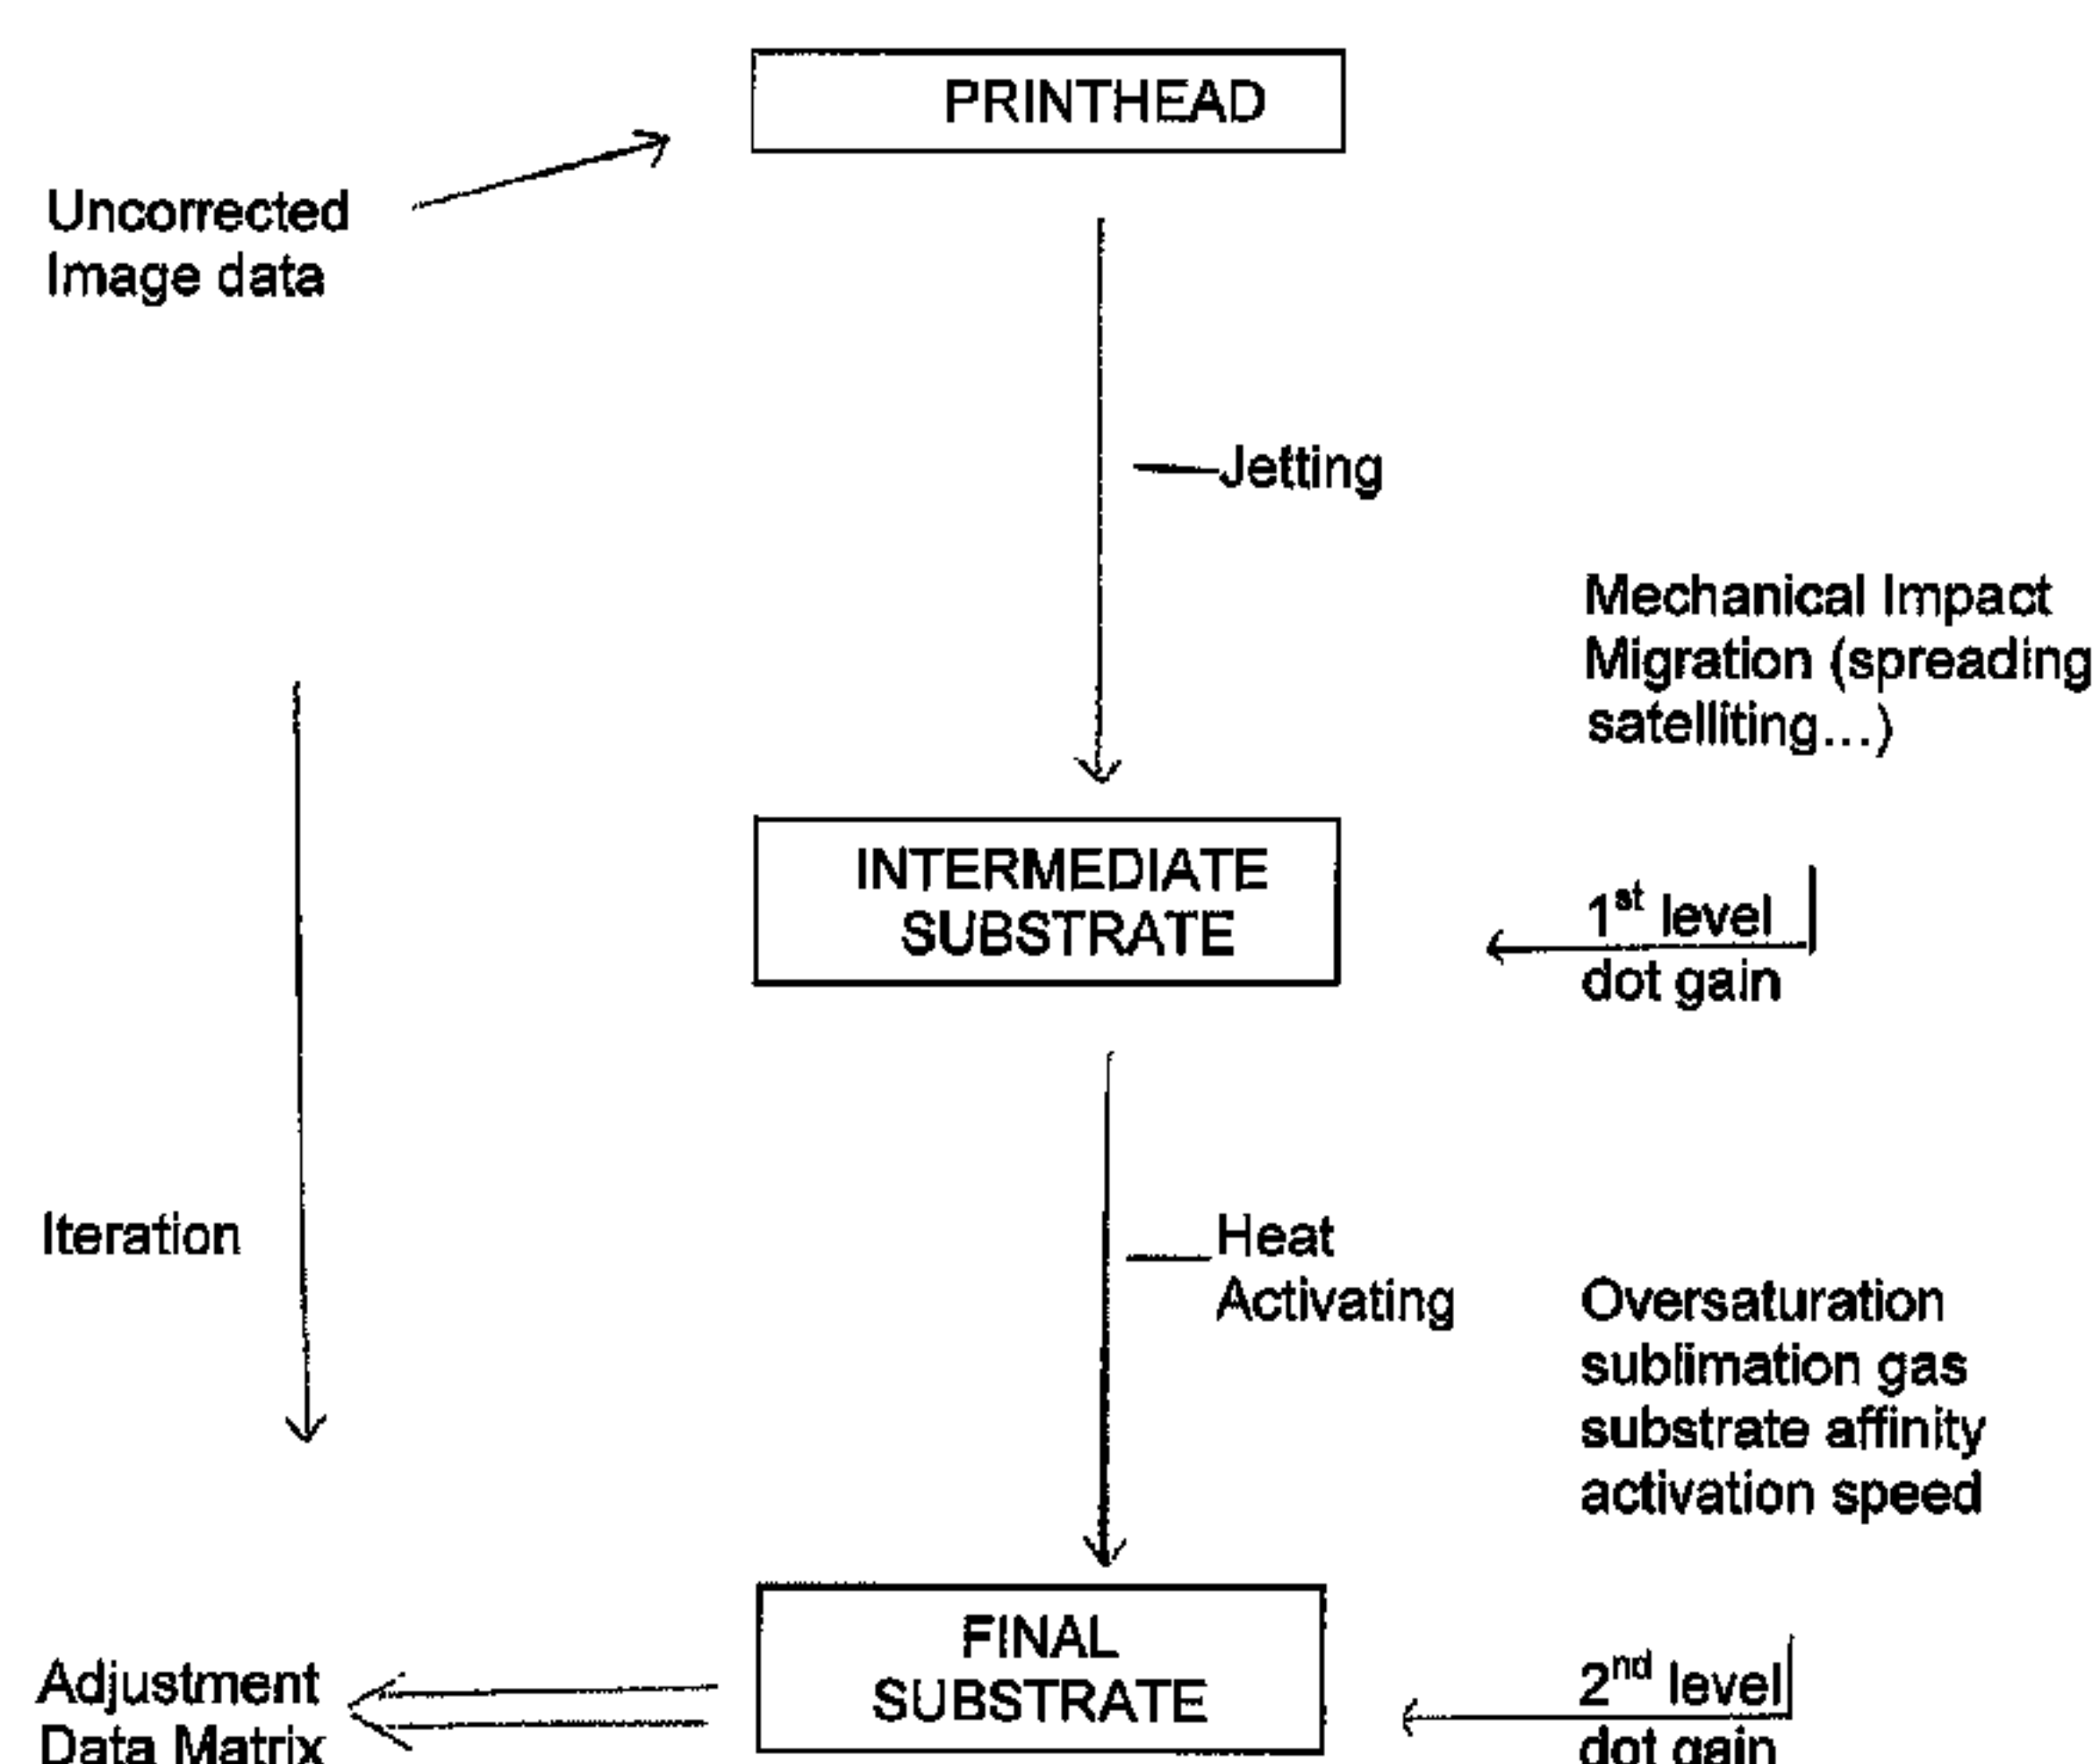 PRINTHEAD
Uncorrected
Image data
Jetting
Mechanical Impact
Migration (spreading
satelliting...)
INTERMEDIATE
SUBSTRATE
1st level
dot gain
Iteration
Heat
Activating
Oversaturation
sublimation gas
substrate affinity
activation speed
FINAL
SUBSTRATE
Adjustment
Data Matrix
2nd level
dot gain